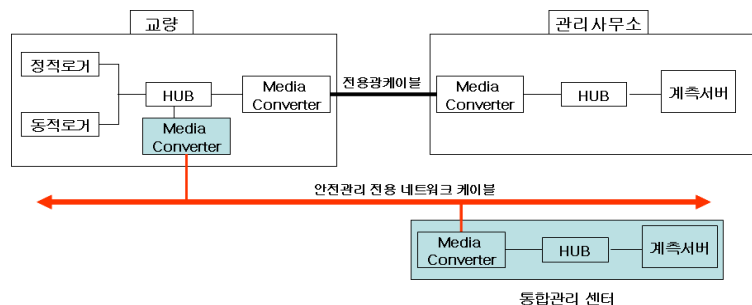 교량
관리사무소
정적로거
동적로거
HUB
Media
Converter
Media
Converter
전용광케이블
Media
Converter
HUB
계측서버
안전관리 전용 네트워크 케이블
Media
Converter
HUB
계측서버
통합관리 센터